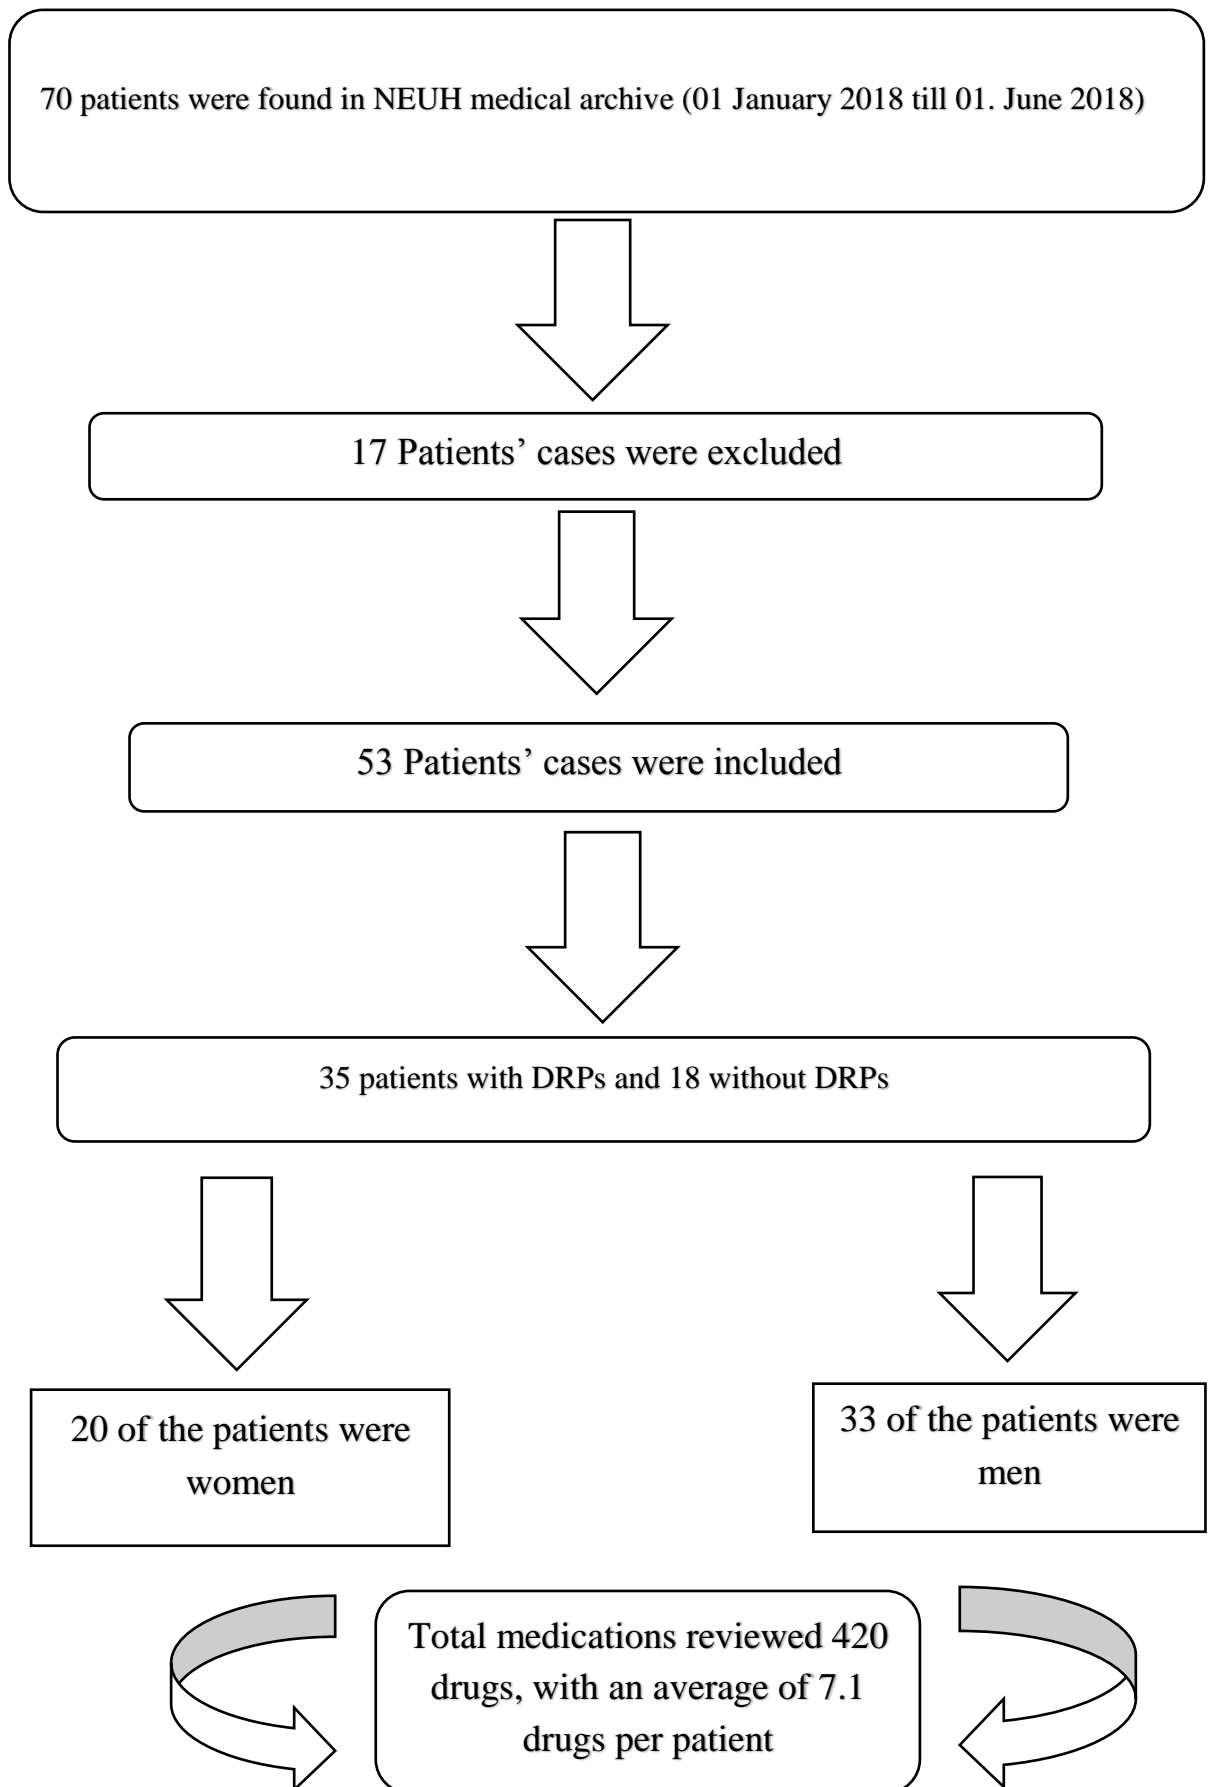 70 patients were found in NEUH medical archive (01 January 2018 till 01. June 2018)
17 Patients’ cases were excluded
53 Patients’ cases were included
35 patients with DRPs and 18 without DRPs
20 of the patients were
women
33 of the patients were
men
Total medications reviewed 420
drugs, with an average of 7.1
drugs per patient